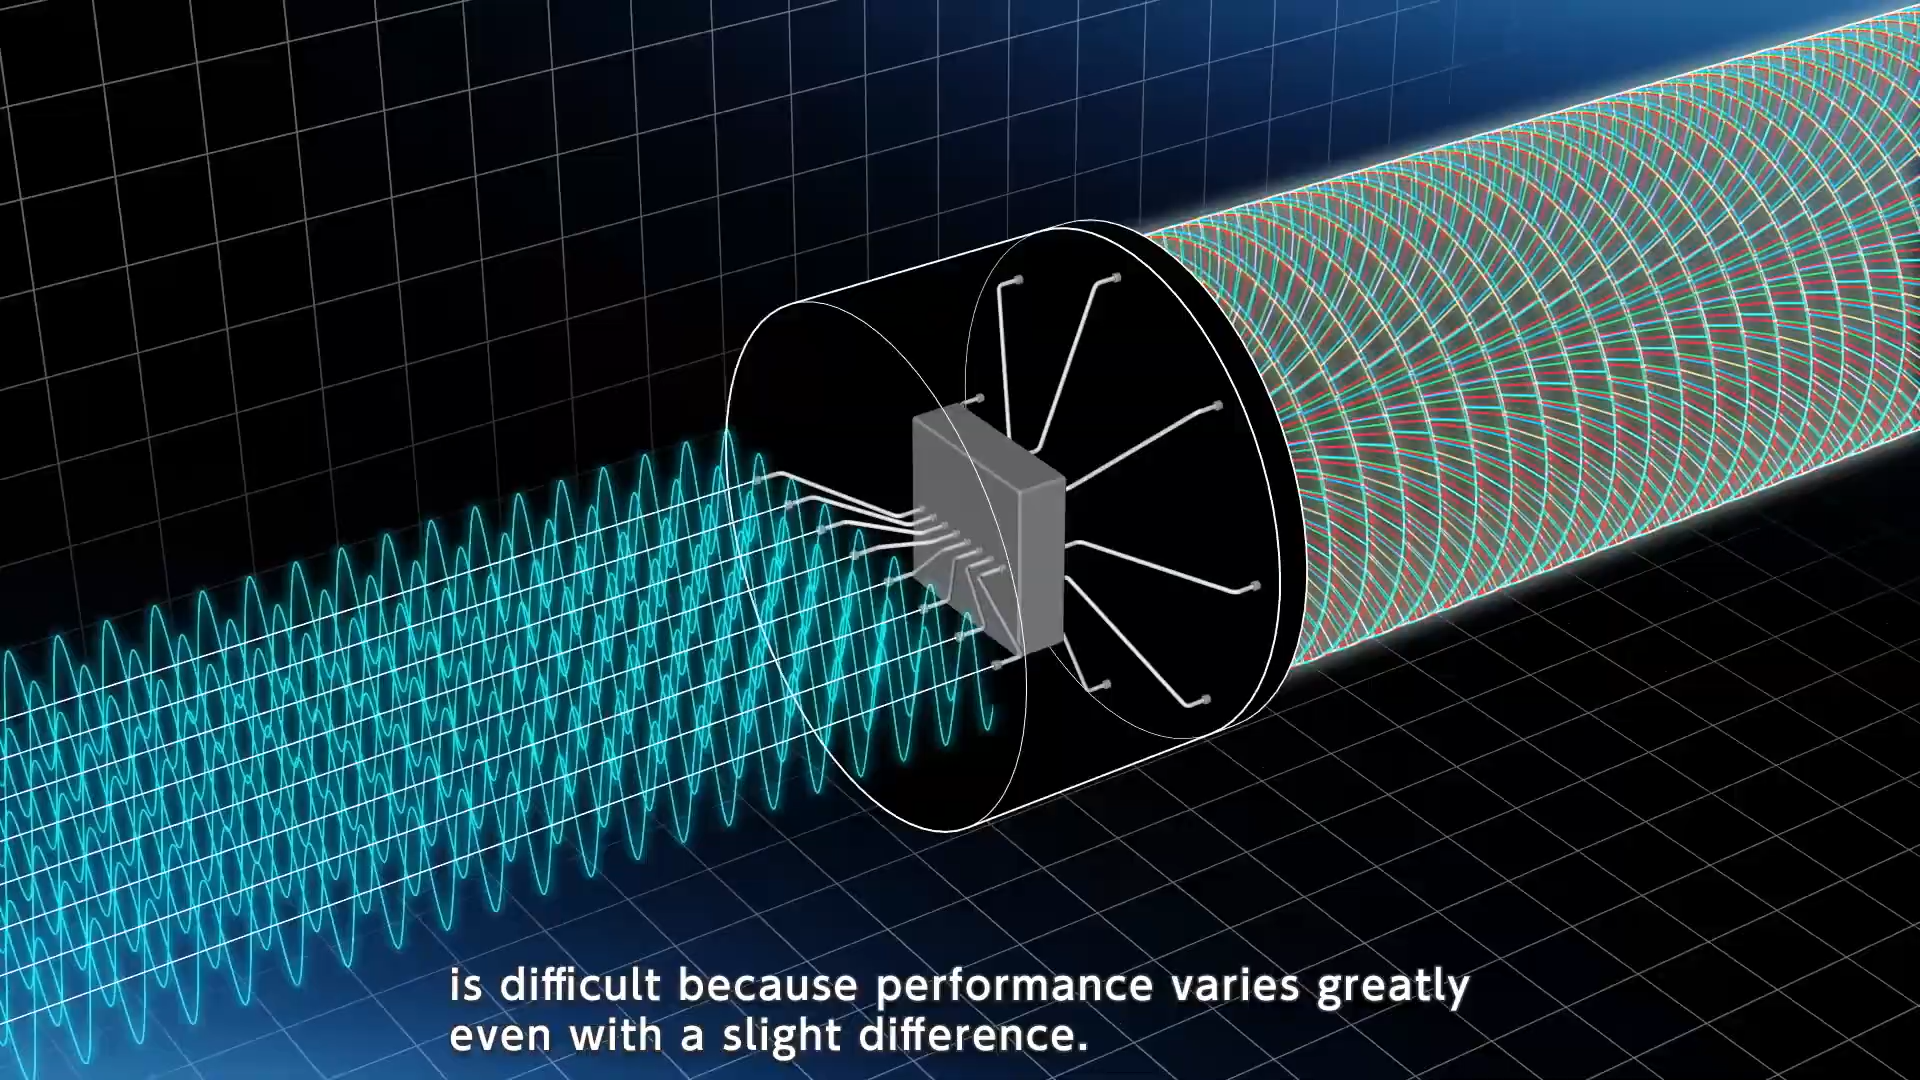 is difficult because performance varies greatly
even with a slight difference.